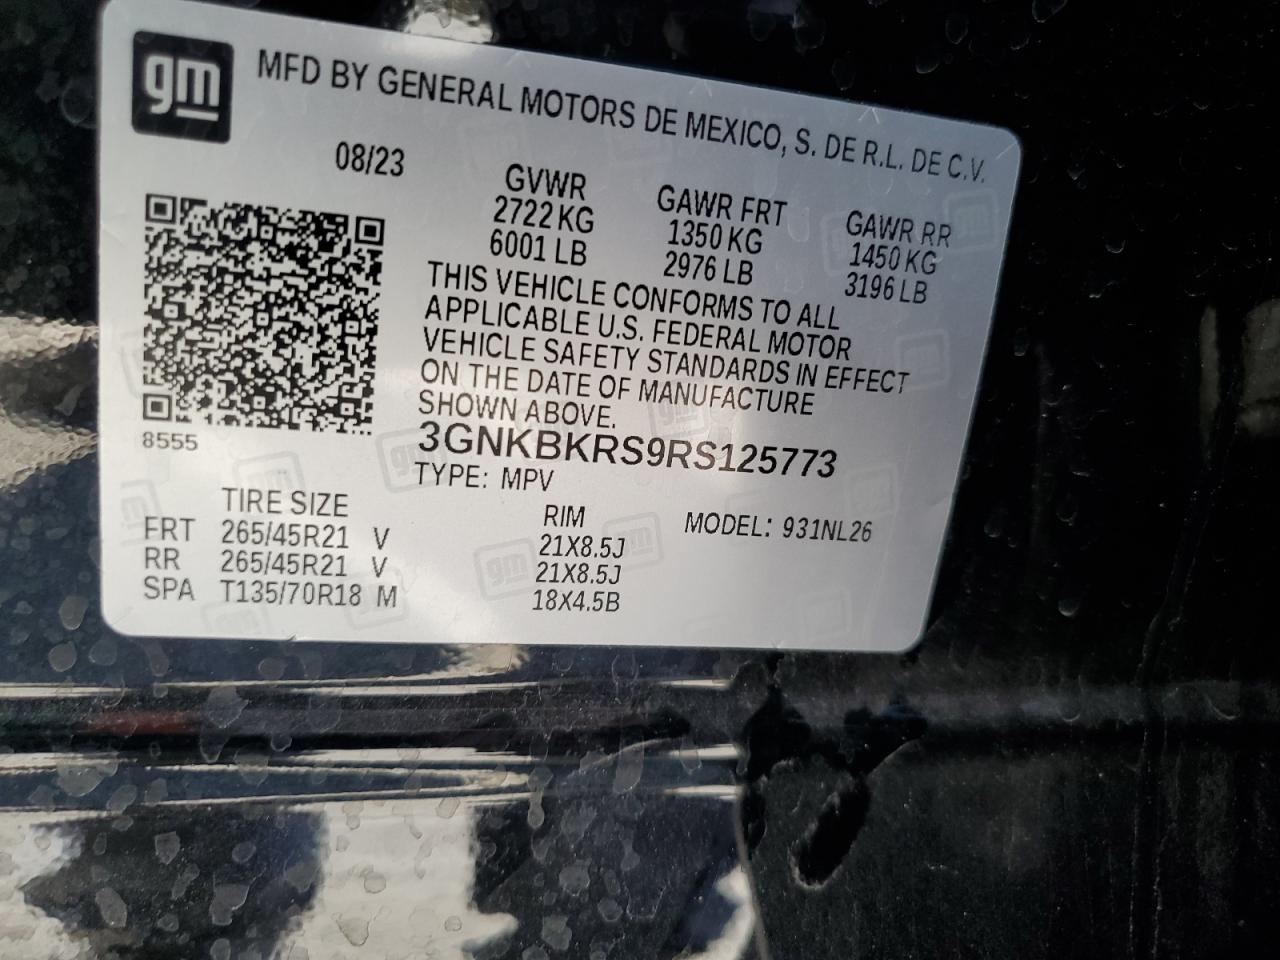 gm
MFD BY GENERAL MOTORS DE MEXICO, S. DE R.L. DE C.V.
08/23
GVWR GAWR FRT GAWR RR
2722 KG 1350 KG 1450 KG
6001 LB 2976 LB 3196 LB
THIS VEHICLE CONFORMS TO ALL
APPLICABLE U.S. FEDERAL MOTOR
VEHICLE SAFETY STANDARDS IN EFFECT
ON THE DATE OF MANUFACTURE
SHOWN ABOVE.
3GNKBKRS9RS125773
8555
TYPE: MPV
TIRE SIZE RIM MODEL: 931NL26
FRT 265/45R21 V 21X8.5J
RR 265/45R21 V 21X8.5J
SPA T135/70R18 M 18X4.5B